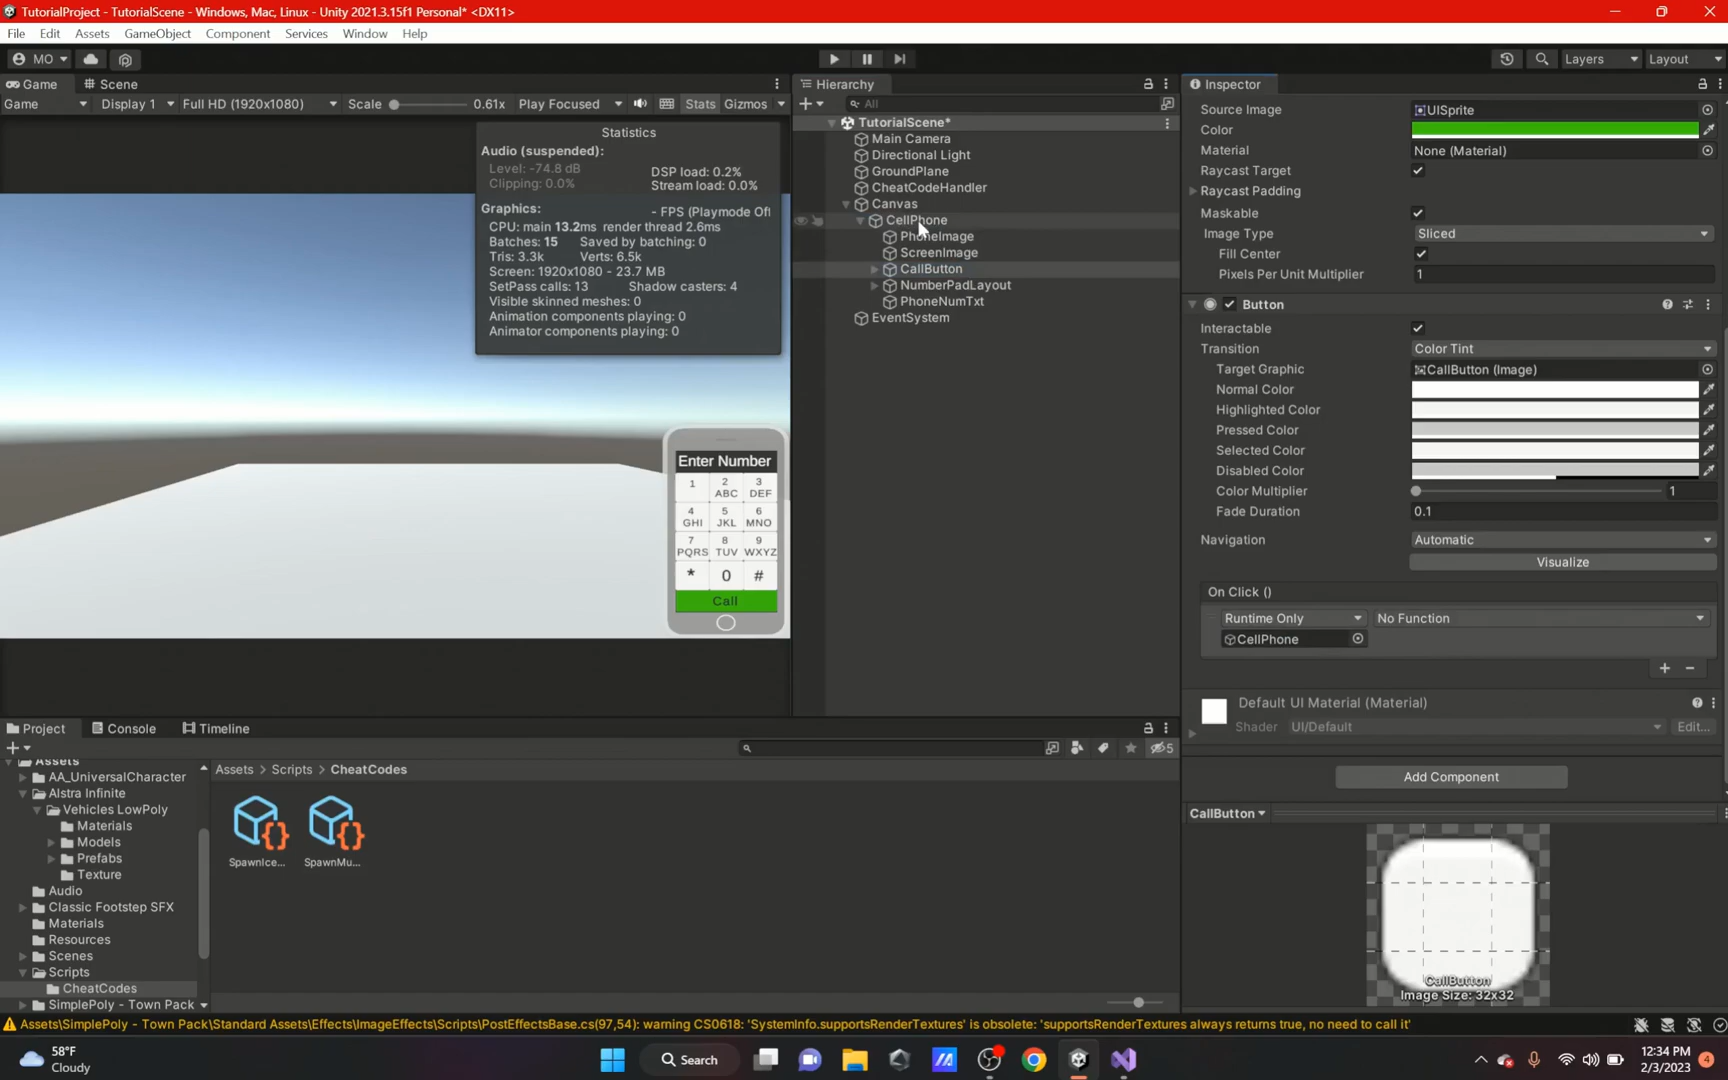 TutorialProject - TutorialScene - Windows, Mac, Linux - Unity 2021.3.15f1 Personal* <DX11>
File Edit Assets GameObject Component Services Window Help
MO Layers Layout
Game Scene
Game Display 1 Full HD (1920x1080) Scale 0.61x Play Focused Stats Gizmos
Statistics
Audio (suspended):
Level: -74.8 dB DSP load: 0.2%
Clipping: 0.0% Stream load: 0.0%
Graphics: - FPS (Playmode Off
CPU: main 13.2ms render thread 2.6ms
Batches: 15 Saved by batching: 0
Tris: 3.3k Verts: 6.5k
Screen: 1920x1080 - 23.7 MB
SetPass calls: 13 Shadow casters: 4
Visible skinned meshes: 0
Animation components playing: 0
Animator components playing: 0
Enter Number
1 2 ABC 3 DEF
4 GHI 5 JKL 6 MNO
7 PQRS 8 TUV 9 WXYZ
* 0 #
Call
Hierarchy
All
TutorialScene*
Main Camera
Directional Light
GroundPlane
CheatCodeHandler
Canvas
CellPhone
PhoneImage
ScreenImage
CallButton
NumberPadLayout
PhoneNumTxt
EventSystem
Inspector
Source Image UISprite
Color
Material None (Material)
Raycast Target
Raycast Padding
Maskable
Image Type Sliced
Fill Center
Pixels Per Unit Multiplier 1
Button
Interactable
Transition Color Tint
Target Graphic CallButton (Image)
Normal Color
Highlighted Color
Pressed Color
Selected Color
Disabled Color
Color Multiplier 1
Fade Duration 0.1
Navigation Automatic
Visualize
On Click ()
Runtime Only No Function
CellPhone
Default UI Material (Material)
Shader UI/Default Edit...
Add Component
CallButton
CallButton
Image Size: 32x32
Project Console Timeline
5
Assets
AA_UniversalCharacter
Alstra Infinite
Vehicles LowPoly
Materials
Models
Prefabs
Texture
Audio
Classic Footstep SFX
Materials
Resources
Scenes
Scripts
CheatCodes
SimplePoly - Town Pack
Assets > Scripts > CheatCodes
SpawnIce... SpawnMu...
Assets\SimplePoly - Town Pack\Standard Assets\Effects\ImageEffects\Scripts\PostEffectsBase.cs(97,54): warning CS0618: 'SystemInfo.supportsRenderTextures' is obsolete: 'supportsRenderTextures always returns true, no need to call it'
58°F
Cloudy
Search
12:34 PM
2/3/2023
4